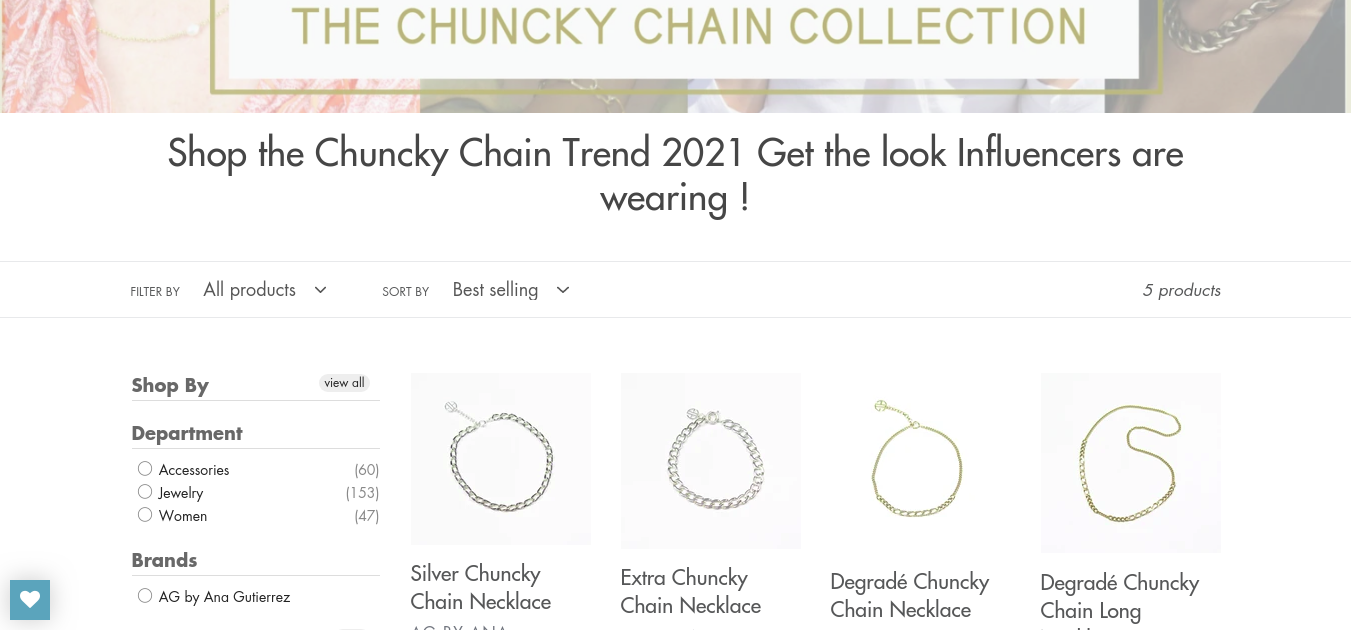 THE CHUNCKY CHAIN COLLECTION
Shop the Chuncky Chain Trend 2021 Get the look Influencers are
wearing !
FILTER BY All products SORT BY Best selling 5 products
Shop By view all
Department
Accessories (60)
Jewelry (153)
Women (47)
Brands
AG by Ana Gutierrez
Silver Chuncky
Chain Necklace
AG BY ANA
Extra Chuncky
Chain Necklace
Degradé Chuncky
Chain Necklace
Degradé Chuncky
Chain Long